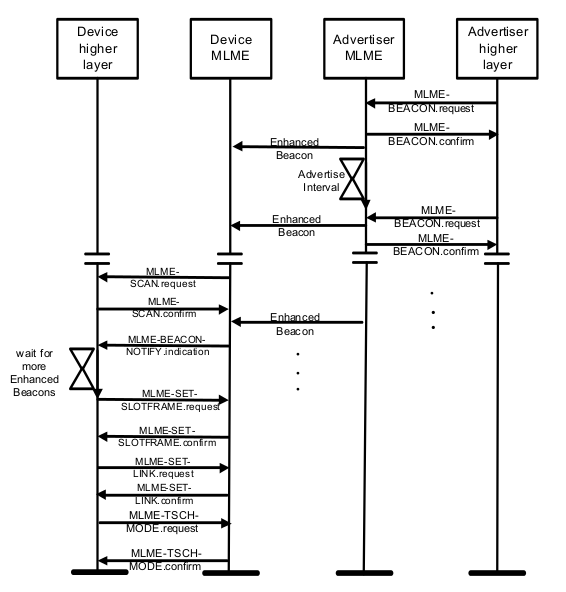 Device
higher
layer
Device
MLME
Advertiser
MLME
Advertiser
higher
layer
MLME-
BEACON.request
MLME-
BEACON.confirm
Enhanced
Beacon
Advertise
Interval
MLME-
BEACON.request
Enhanced
Beacon
MLME-
BEACON.confirm
MLME-
SCAN.request
MLME-
SCAN.confirm
Enhanced
Beacon
MLME-BEACON-
NOTIFY.indication
wait for
more
Enhanced
Beacons
MLME-SET-
SLOTFRAME.request
MLME-SET-
SLOTFRAME.confirm
MLME-SET-
LINK.request
MLME-SET-
LINK.confirm
MLME-TSCH-
MODE.request
MLME-TSCH-
MODE.confirm